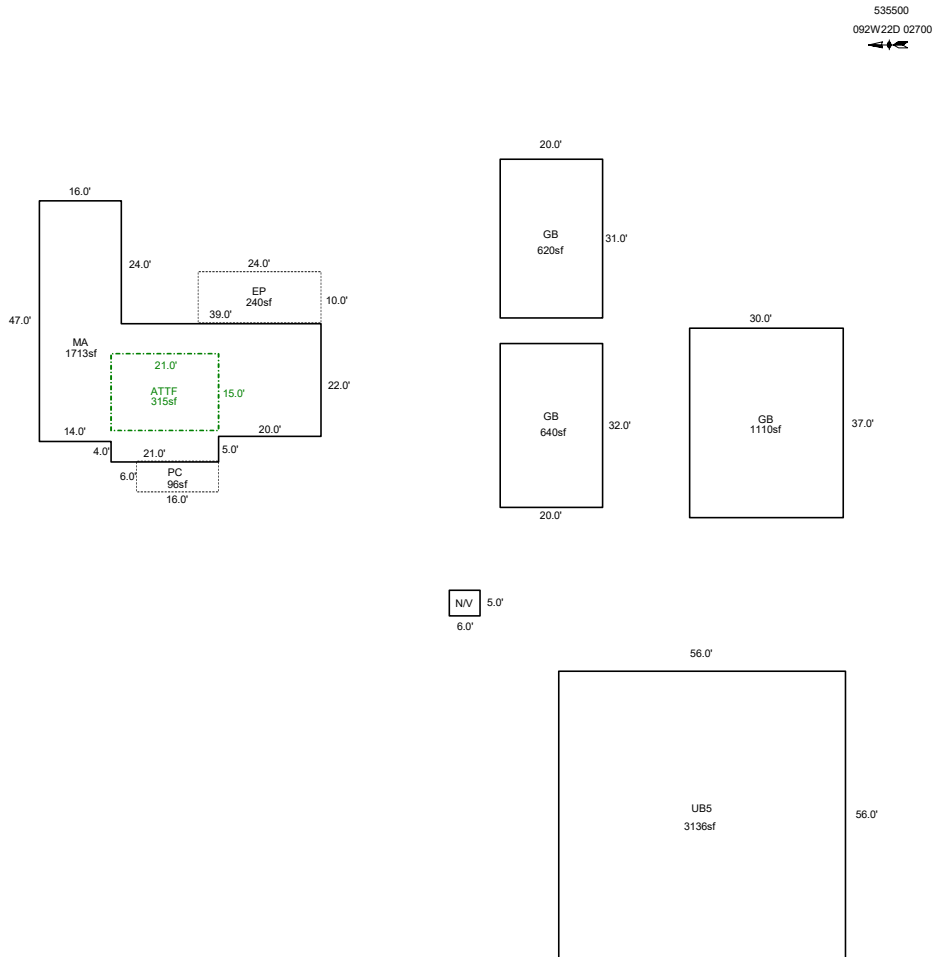 535500
092W22D 02700
20.0'
GB
620sf
31.0'
16.0'
24.0'
24.0'
EP
240sf
10.0'
39.0'
47.0'
MA
1713sf
21.0'
ATTF
315sf
15.0'
22.0'
14.0'
4.0'
21.0'
5.0'
20.0'
6.0'
PC
96sf
16.0'
GB
640sf
32.0'
20.0'
30.0'
GB
1110sf
37.0'
N/V
5.0'
6.0'
56.0'
UB5
3136sf
56.0'